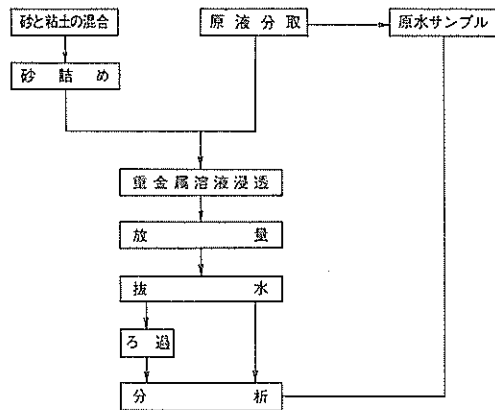 砂と粘土の混合
原液分取
原水サンプル
砂詰め
重金属溶液浸透
放量
抜水
ろ過
分析